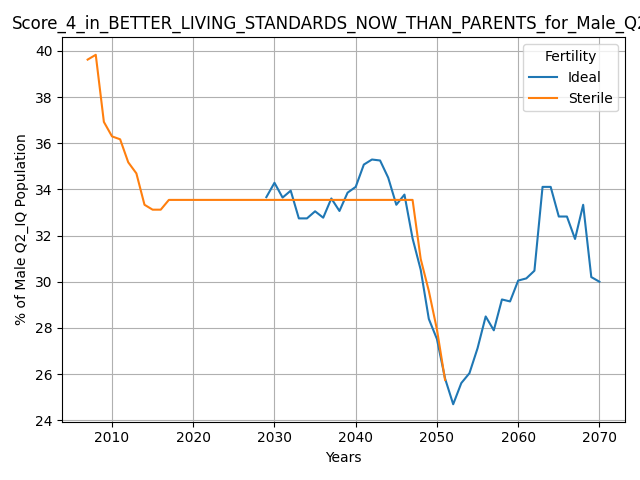 Score_4_in_BETTER_LIVING_STANDARDS_NOW_THAN_PARENTS_for_Male_Q2
Fertility
Ideal
Sterile
% of Male Q2_IQ Population
40
38
36
34
32
30
28
26
24
2010 2020 2030 2040 2050 2060 2070
Years